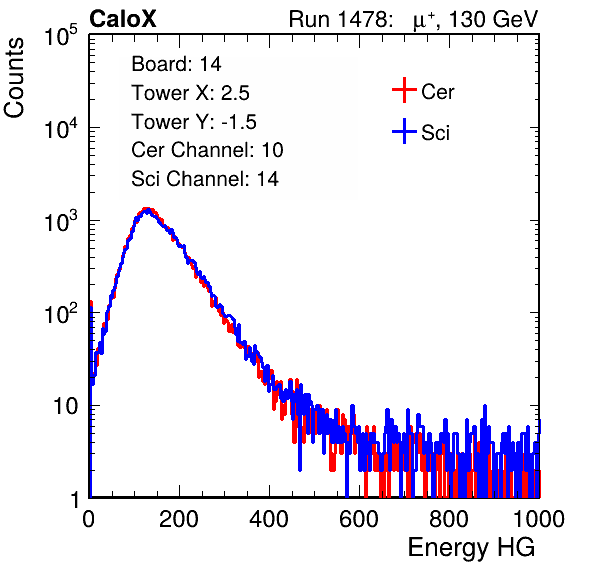 CaloX Run 1478: μ⁺, 130 GeV
Counts
10⁵
10⁴
10³
10²
10
1
Board: 14
Tower X: 2.5
Tower Y: -1.5
Cer Channel: 10
Sci Channel: 14
Cer
Sci
0 200 400 600 800 1000
Energy HG